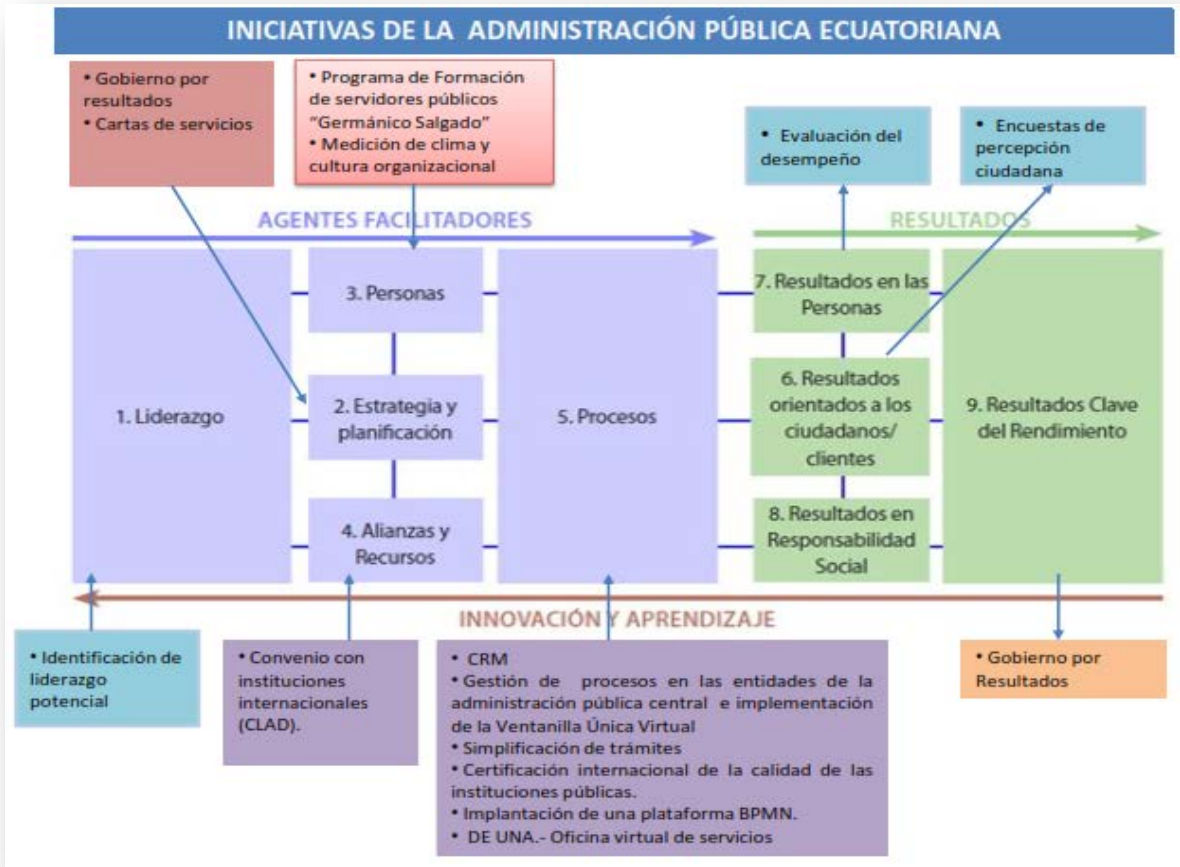 INICIATIVAS DE LA ADMINISTRACIÓN PÚBLICA ECUATORIANA
• Gobierno por
resultados
• Cartas de servicios
• Programa de Formación
de servidores públicos
“Germánico Salgado”
• Medición de clima y
cultura organizacional
• Evaluación del
desempeño
• Encuestas de
percepción
ciudadana
AGENTES FACILITADORES
RESULTADOS
1. Liderazgo
3. Personas
2. Estrategia y
planificación
4. Alianzas y
Recursos
5. Procesos
7. Resultados en las
Personas
6. Resultados
orientados a los
ciudadanos/
clientes
8. Resultados en
Responsabilidad
Social
9. Resultados Clave
del Rendimiento
INNOVACIÓN Y APRENDIZAJE
• Identificación de
liderazgo
potencial
• Convenio con
instituciones
internacionales
(CLAD).
• CRM
• Gestión de procesos en las entidades de la
administración pública central e implementación
de la Ventanilla Única Virtual
• Simplificación de trámites
• Certificación internacional de la calidad de las
instituciones públicas.
• Implantación de una plataforma BPMN.
• DE UNA.- Oficina virtual de servicios
• Gobierno por
Resultados